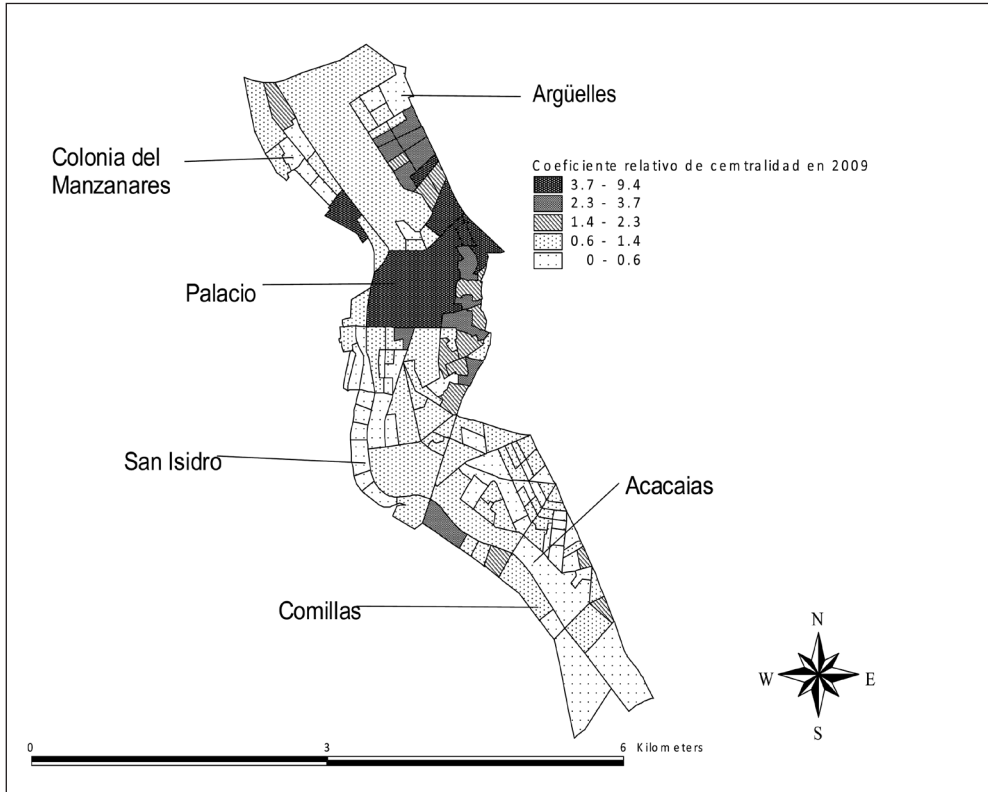 Argüelles
Colonia del
Manzanares
Coeficiente relativo de cemtralidad en 2009
3.7 - 9.4
2.3 - 3.7
1.4 - 2.3
0.6 - 1.4
0 - 0.6
Palacio
San Isidro
Acacaias
Comillas
N
W
E
S
0
3
6
Kilometers